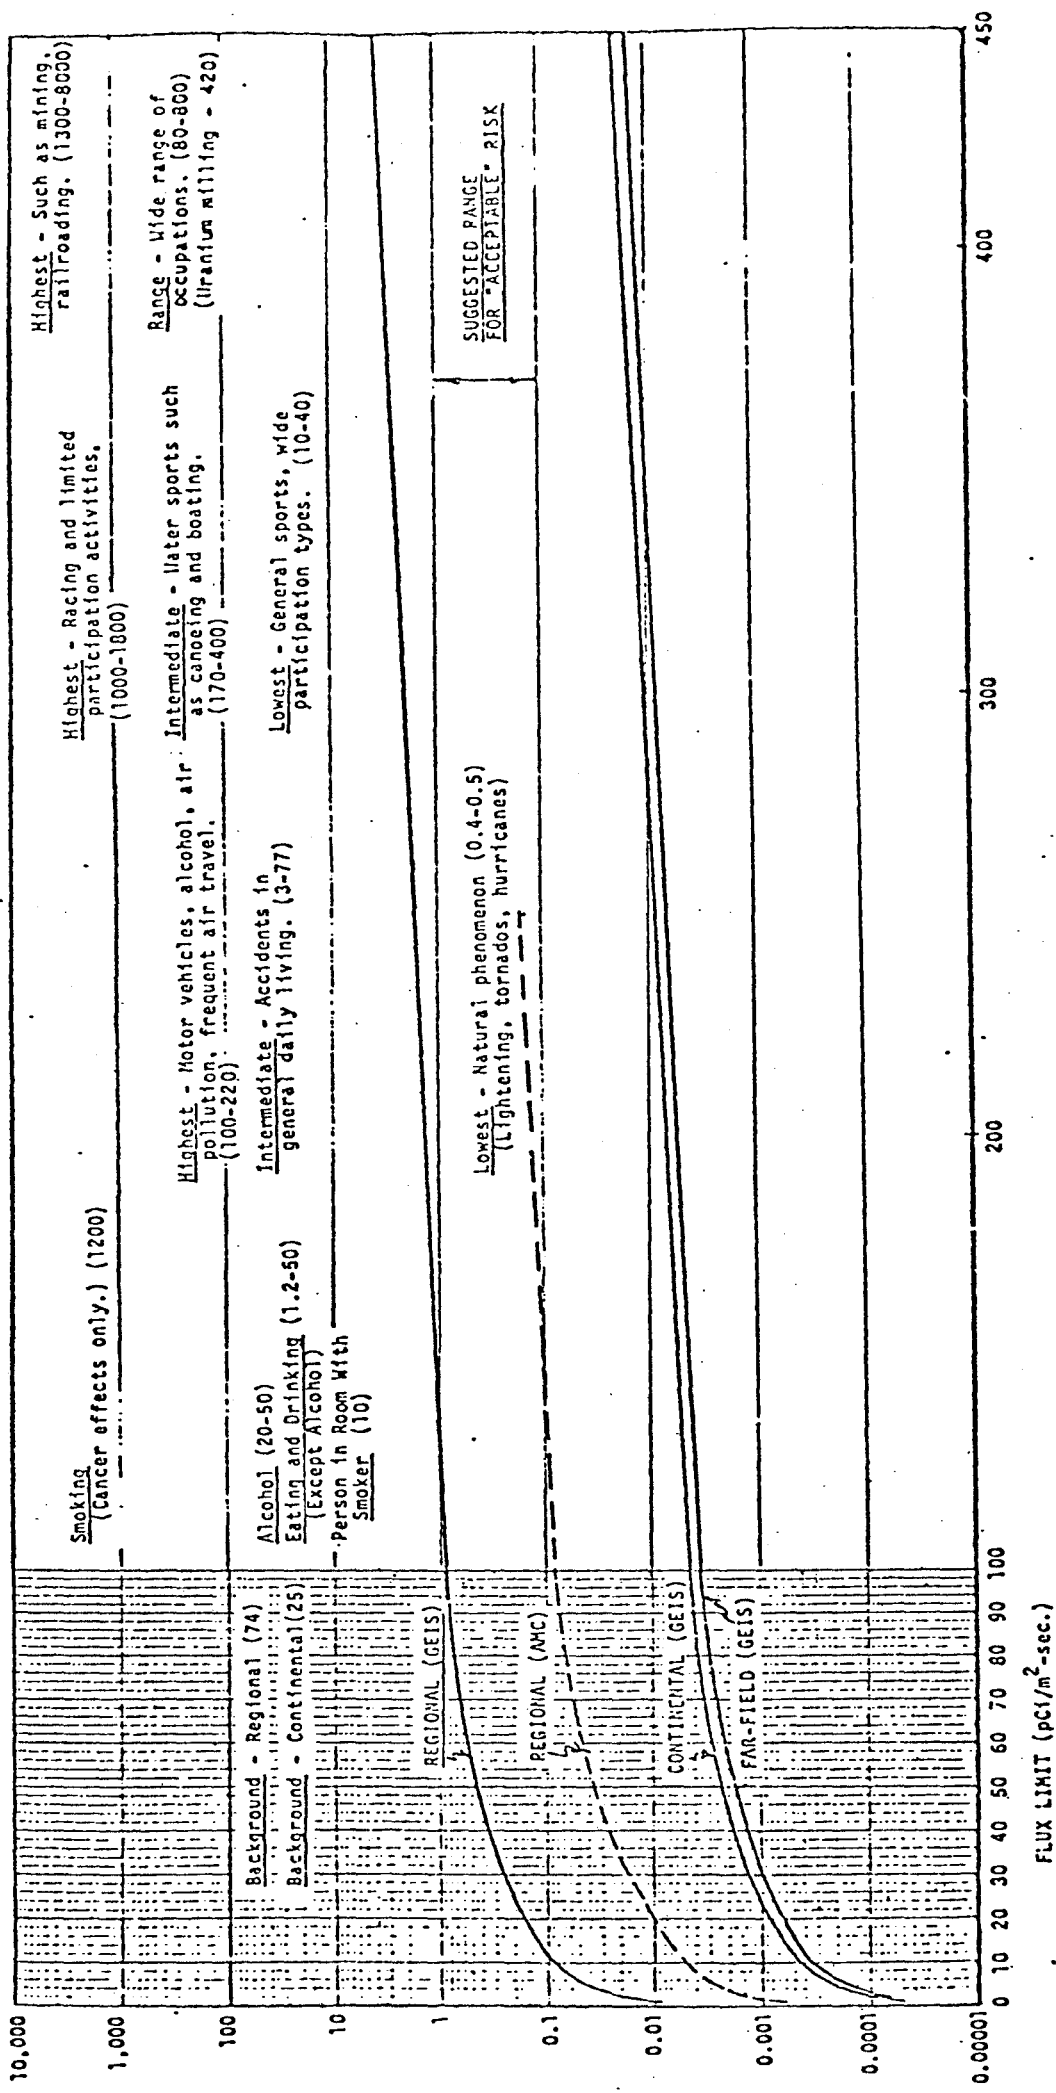 10,000
1,000
100
10
1
0.1
0.01
0.001
0.0001
0.00001
Smoking
(Cancer effects only.) (1200)
Highest - Racing and limited
participation activities,
(1000-1800)
Highest - Such as mining,
railroading. (1300-8000)
Highest - Motor vehicles, alcohol, air
pollution, frequent air travel.
(100-220)
Intermediate - Water sports such
as canoeing and boating.
(170-400)
Range - Wide range of
occupations. (80-800)
(Uranium milling - 420)
Background - Regional (74)
Background - Continental (25)
Alcohol (20-50)
Eating and Drinking (1.2-50)
(Except Alcohol)
Person in Room With
Smoker (10)
Intermediate - Accidents in
general daily living. (3-77)
Lowest - General sports, wide
participation types. (10-40)
REGIONAL (GEIS)
Lowest - Natural phenomenon (0.4-0.5)
(Lightening, tornados, hurricanes)
SUGGESTED RANGE
FOR "ACCEPTABLE" RISK
REGIONAL (AMC)
CONTINENTAL (GEIS)
FAR-FIELD (GEIS)
0 10 20 30 40 50 60 70 80 90 100 200 300 400 450
FLUX LIMIT (pCi/m²-sec.)